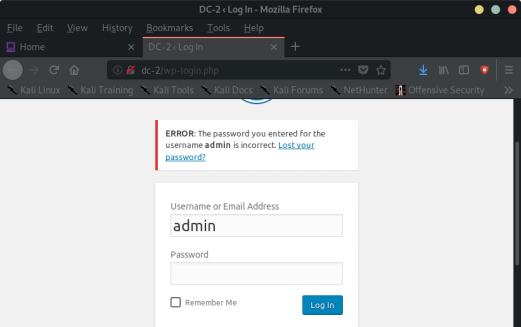 DC-2 ‹ Log In - Mozilla Firefox
File Edit View History Bookmarks Tools Help
Home × DC-2 ‹ Log In × +
dc-2/wp-login.php
Kali Linux Kali Training Kali Tools Kali Docs Kali Forums NetHunter Offensive Security
ERROR: The password you entered for the
username admin is incorrect. Lost your
password?
Username or Email Address
admin
Password
Remember Me Log In